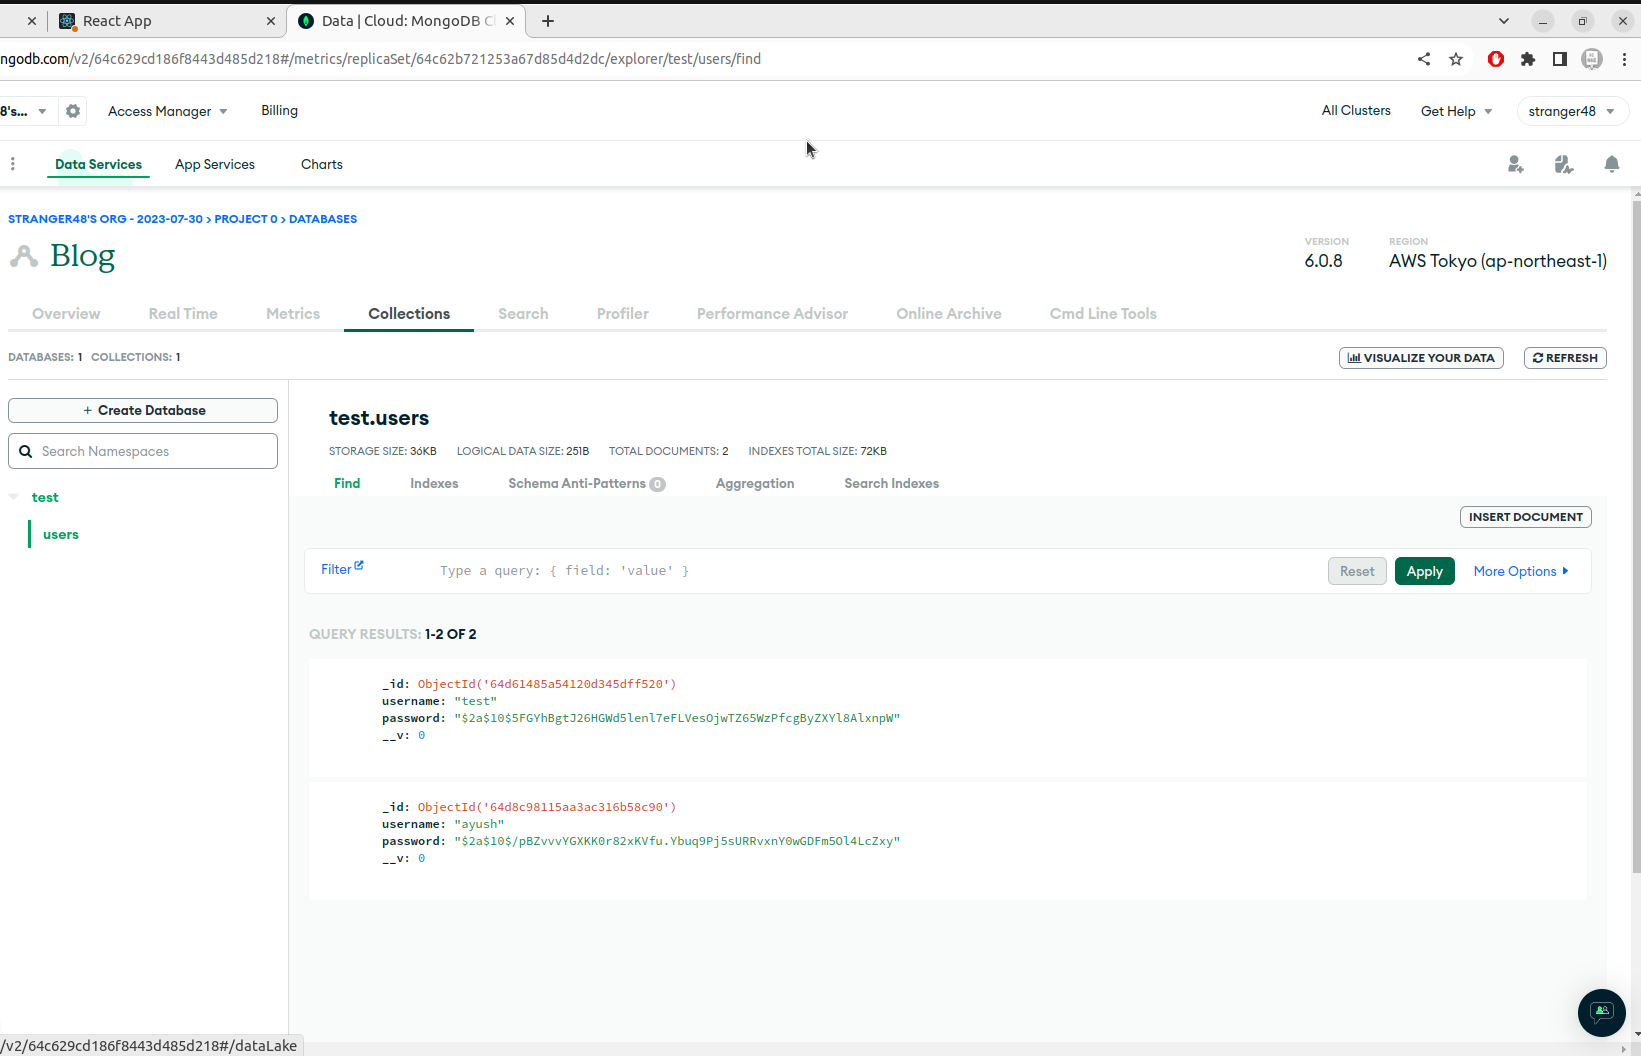 React App
Data | Cloud: MongoDB C
ngodb.com/v2/64c629cd186f8443d485d218#/metrics/replicaSet/64c62b721253a67d85d4d2dc/explorer/test/users/find
8's...
Access Manager
Billing
All Clusters
Get Help
stranger48
Data Services
App Services
Charts
STRANGER48'S ORG - 2023-07-30 > PROJECT 0 > DATABASES
Blog
VERSION
6.0.8
REGION
AWS Tokyo (ap-northeast-1)
Overview
Real Time
Metrics
Collections
Search
Profiler
Performance Advisor
Online Archive
Cmd Line Tools
DATABASES: 1 COLLECTIONS: 1
VISUALIZE YOUR DATA
REFRESH
+ Create Database
Search Namespaces
test
users
test.users
STORAGE SIZE: 36KB LOGICAL DATA SIZE: 251B TOTAL DOCUMENTS: 2 INDEXES TOTAL SIZE: 72KB
Find
Indexes
Schema Anti-Patterns 0
Aggregation
Search Indexes
INSERT DOCUMENT
Filter
Type a query: { field: 'value' }
Reset
Apply
More Options
QUERY RESULTS: 1-2 OF 2
_id: ObjectId('64d61485a54120d345dff520')
username: "test"
password: "$2a$10$5FGYhBgtJ26HGWd5lenl7eFLVesOjwTZ65WzPfcgByZXYl8AlxnpW"
__v: 0
_id: ObjectId('64d8c98115aa3ac316b58c90')
username: "ayush"
password: "$2a$10$/pBZvvvYGXKK0r82xKVfu.Ybuq9Pj5sURRvxnY0wGDFm5Ol4LcZxy"
__v: 0
/v2/64c629cd186f8443d485d218#/dataLake